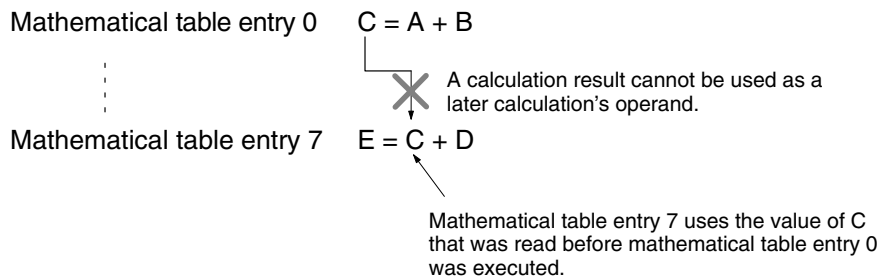 Mathematical table entry 0 C = A + B
A calculation result cannot be used as a
later calculation’s operand.
Mathematical table entry 7 E = C + D
Mathematical table entry 7 uses the value of C
that was read before mathematical table entry 0
was executed.